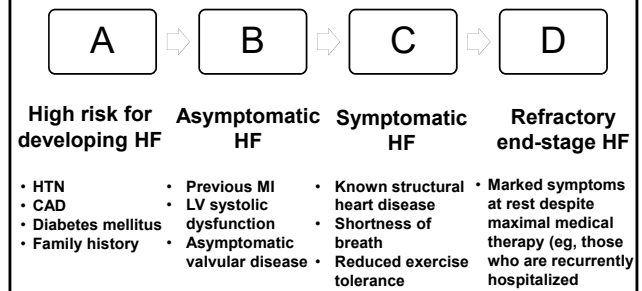 A B C D
High risk for developing HF
• HTN
• CAD
• Diabetes mellitus
• Family history
Asymptomatic HF
• Previous MI
• LV systolic
dysfunction
• Asymptomatic
valvular disease
Symptomatic HF
• Known structural
heart disease
• Shortness of
breath
• Reduced exercise
tolerance
Refractory
end-stage HF
• Marked symptoms
at rest despite
maximal medical
therapy (eg, those
who are recurrently
hospitalized